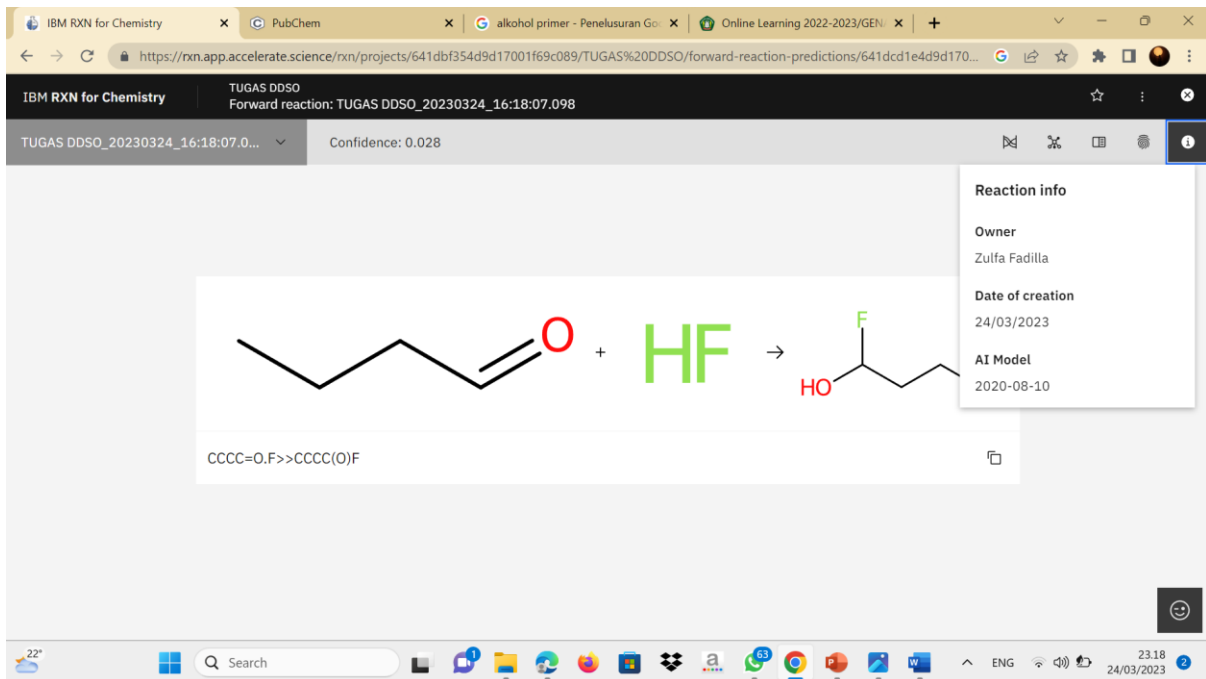 IBM RXN for Chemistry
PubChem
alkohol primer - Penelusuran Goo
Online Learning 2022-2023/GEN/
https://rxn.app.accelerate.science/rxn/projects/641dbf354d9d17001f69c089/TUGAS%20DDSO/forward-reaction-predictions/641dcd1e4d9d170...
IBM RXN for Chemistry
TUGAS DDSO
Forward reaction: TUGAS DDSO_20230324_16:18:07.098
TUGAS DDSO_20230324_16:18:07.0...
Confidence: 0.028
Reaction info
Owner
Zulfa Fadilla
Date of creation
24/03/2023
AI Model
2020-08-10
O
+
HF
→
F
HO
CCCC=O.F>>CCCC(O)F
22°
Search
1
a
63
ENG
23.18
24/03/2023
2